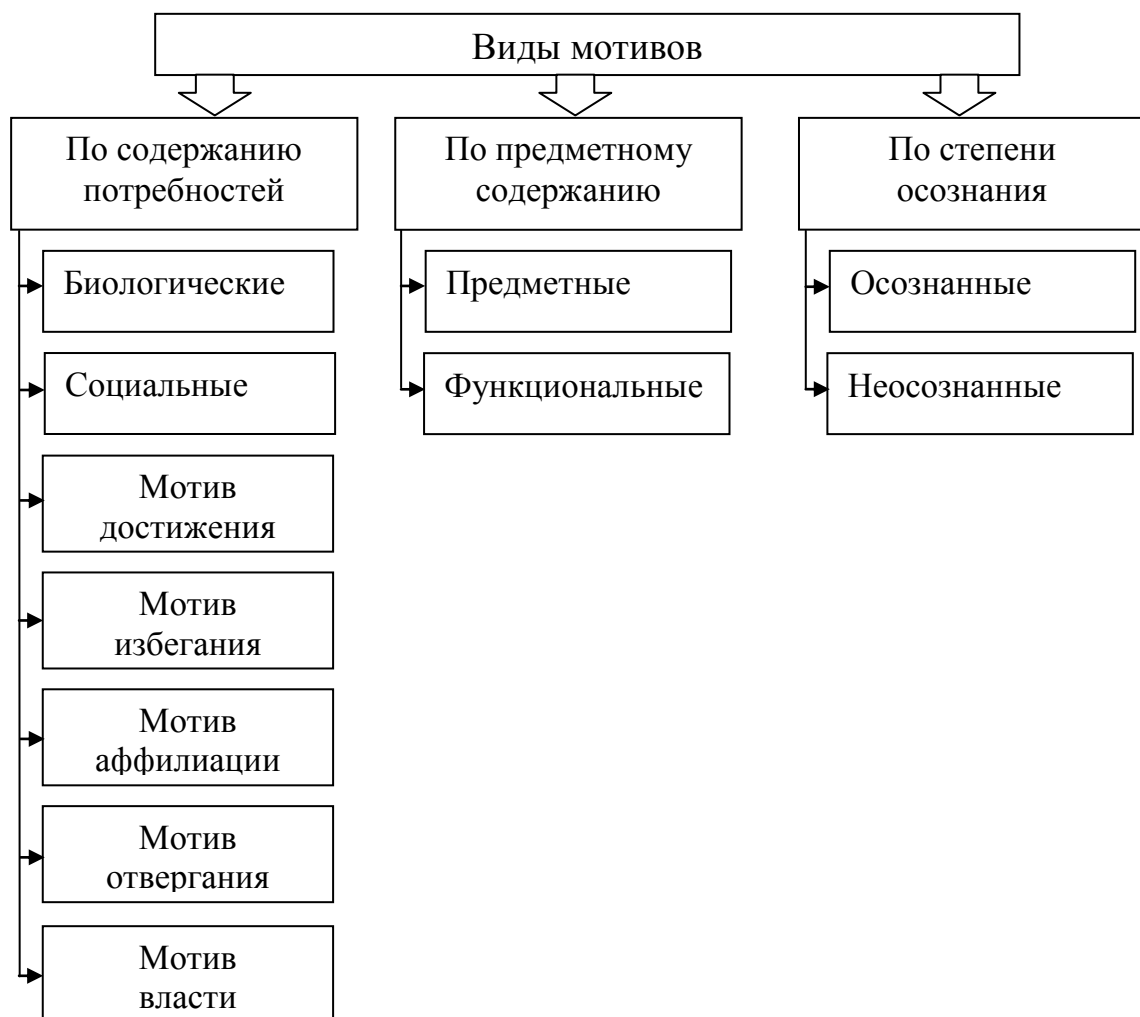 Виды мотивов
По содержанию
потребностей
Биологические
Социальные
Мотив
достижения
Мотив
избегания
Мотив
аффилиации
Мотив
отвергания
Мотив
власти
По предметному
содержанию
Предметные
Функциональные
По степени
осознания
Осознанные
Неосознанные